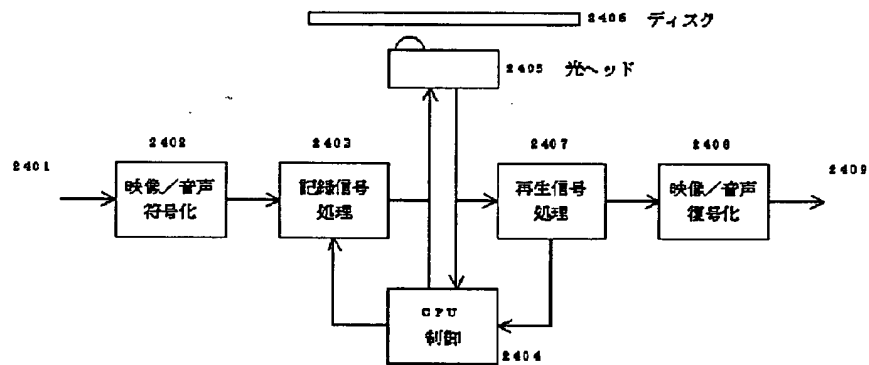 2406 ディスク
2405 光ヘッド
2401
2402
2403
2407
2408
2409
映像／音声
符号化
記録信号
処理
再生信号
処理
映像／音声
復号化
CPU
制御
2404